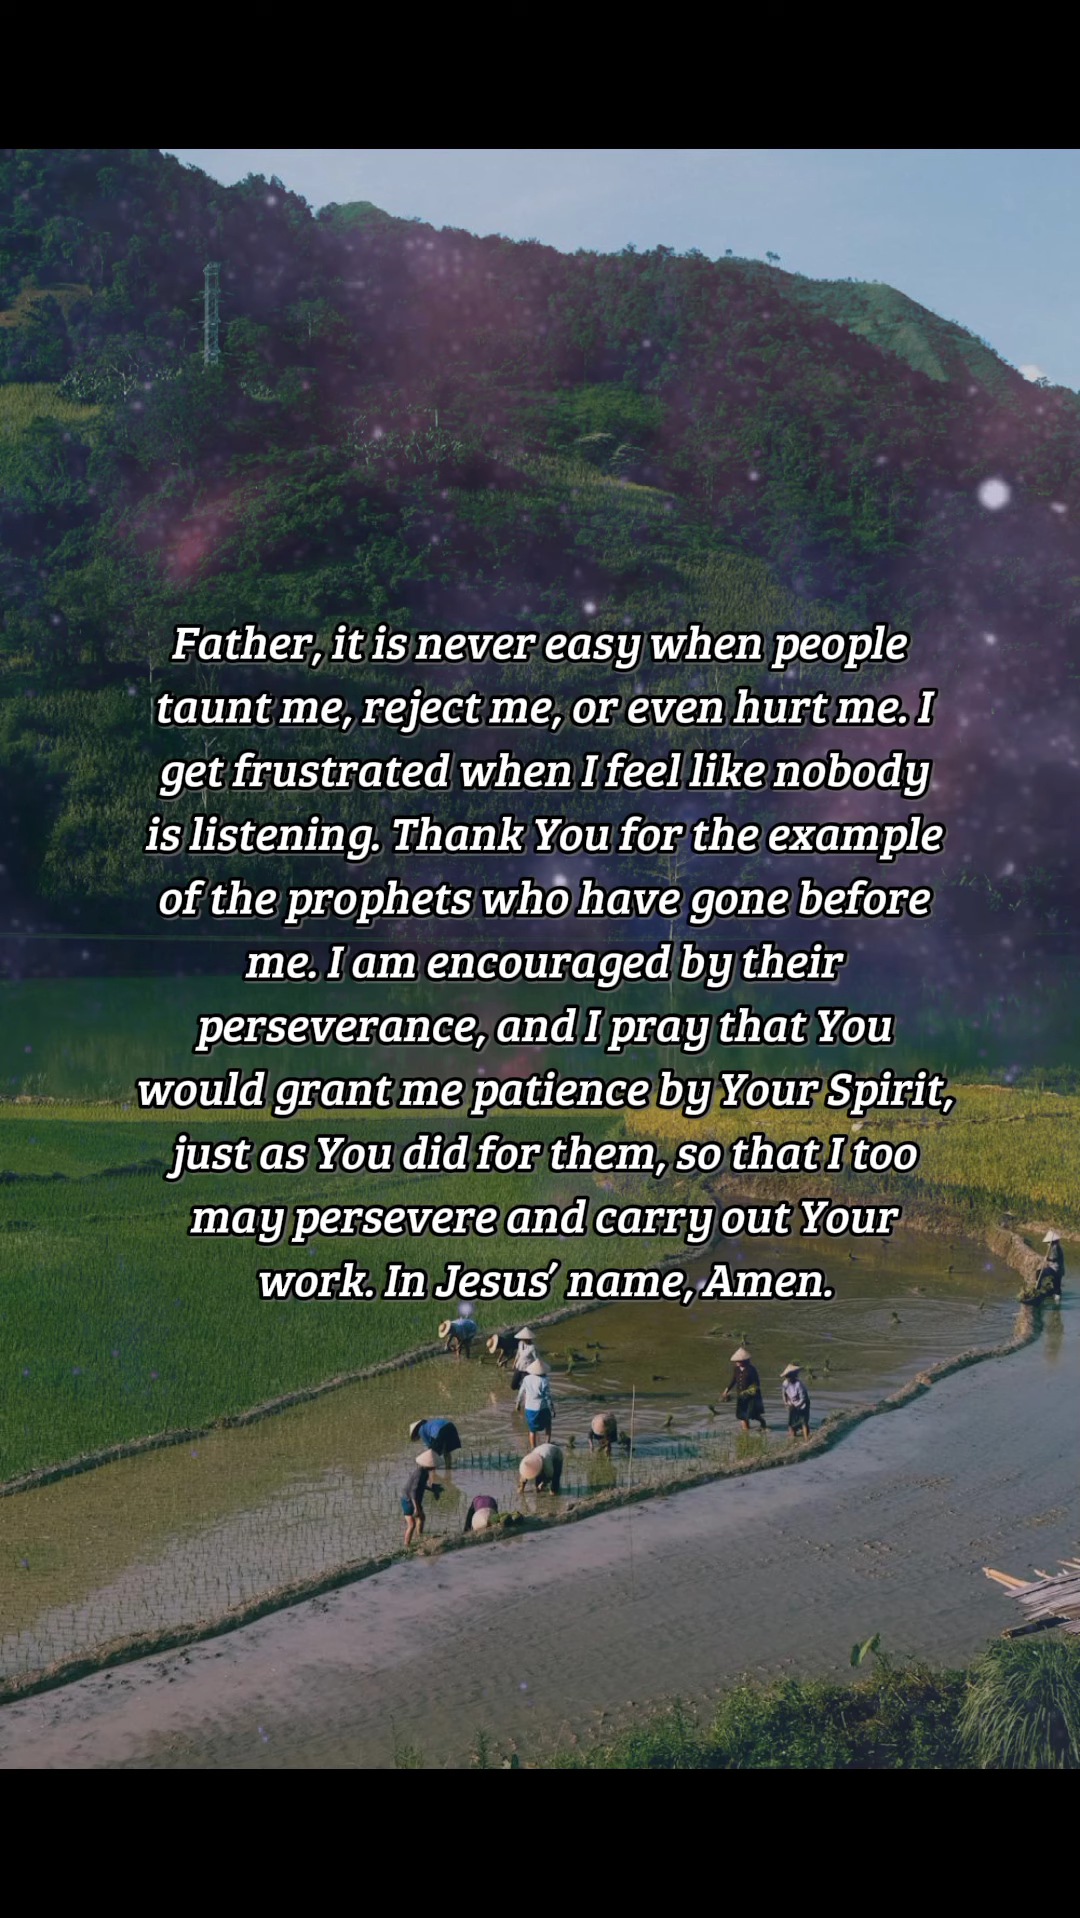 Father, it is never easy when people
taunt me, reject me, or even hurt me. I
get frustrated when I feel like nobody
is listening. Thank You for the example
of the prophets who have gone before
me. I am encouraged by their
perseverance, and I pray that You
would grant me patience by Your Spirit,
just as You did for them, so that I too
may persevere and carry out Your
work. In Jesus’ name, Amen.